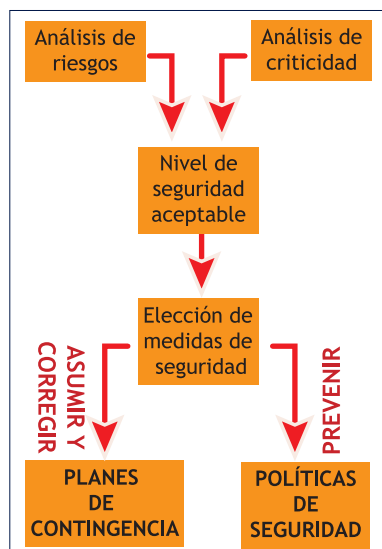 Análisis de
riesgos
Análisis de
criticidad
Nivel de
seguridad
aceptable
Elección de
medidas de
seguridad
ASUMIR Y
CORREGIR
PREVENIR
PLANES
DE
CONTINGENCIA
POLÍTICAS
DE
SEGURIDAD